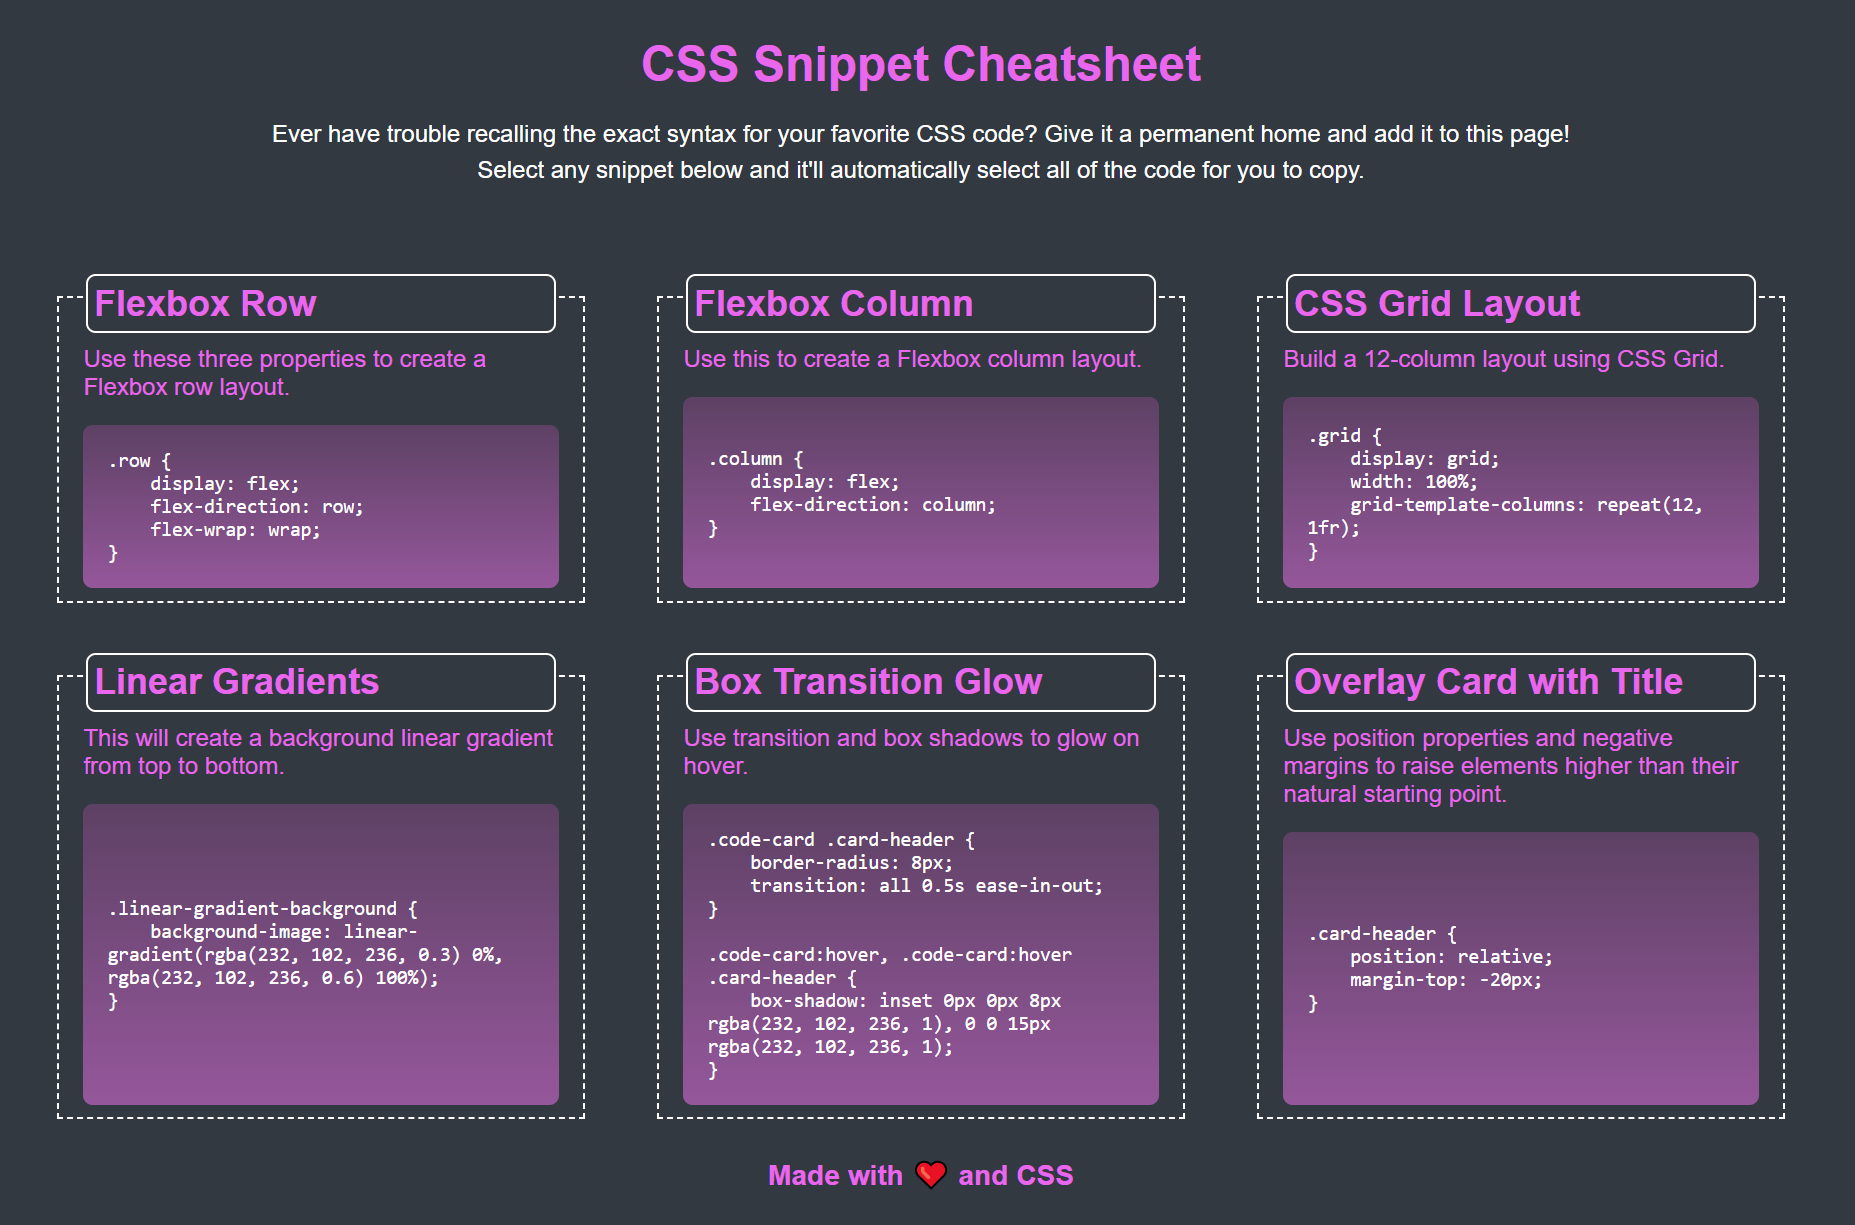 CSS Snippet Cheatsheet
Ever have trouble recalling the exact syntax for your favorite CSS code? Give it a permanent home and add it to this page!
Select any snippet below and it'll automatically select all of the code for you to copy.
Flexbox Row
Use these three properties to create a
Flexbox row layout.
.row {
    display: flex;
    flex-direction: row;
    flex-wrap: wrap;
}
Flexbox Column
Use this to create a Flexbox column layout.
.column {
    display: flex;
    flex-direction: column;
}
CSS Grid Layout
Build a 12-column layout using CSS Grid.
.grid {
    display: grid;
    width: 100%;
    grid-template-columns: repeat(12,
1fr);
}
Linear Gradients
This will create a background linear gradient
from top to bottom.
.linear-gradient-background {
    background-image: linear-
gradient(rgba(232, 102, 236, 0.3) 0%,
rgba(232, 102, 236, 0.6) 100%);
}
Box Transition Glow
Use transition and box shadows to glow on
hover.
.code-card .card-header {
    border-radius: 8px;
    transition: all 0.5s ease-in-out;
}
.code-card:hover, .code-card:hover
.card-header {
    box-shadow: inset 0px 0px 8px
rgba(232, 102, 236, 1), 0 0 15px
rgba(232, 102, 236, 1);
}
Overlay Card with Title
Use position properties and negative
margins to raise elements higher than their
natural starting point.
.card-header {
    position: relative;
    margin-top: -20px;
}
Made with ❤️ and CSS